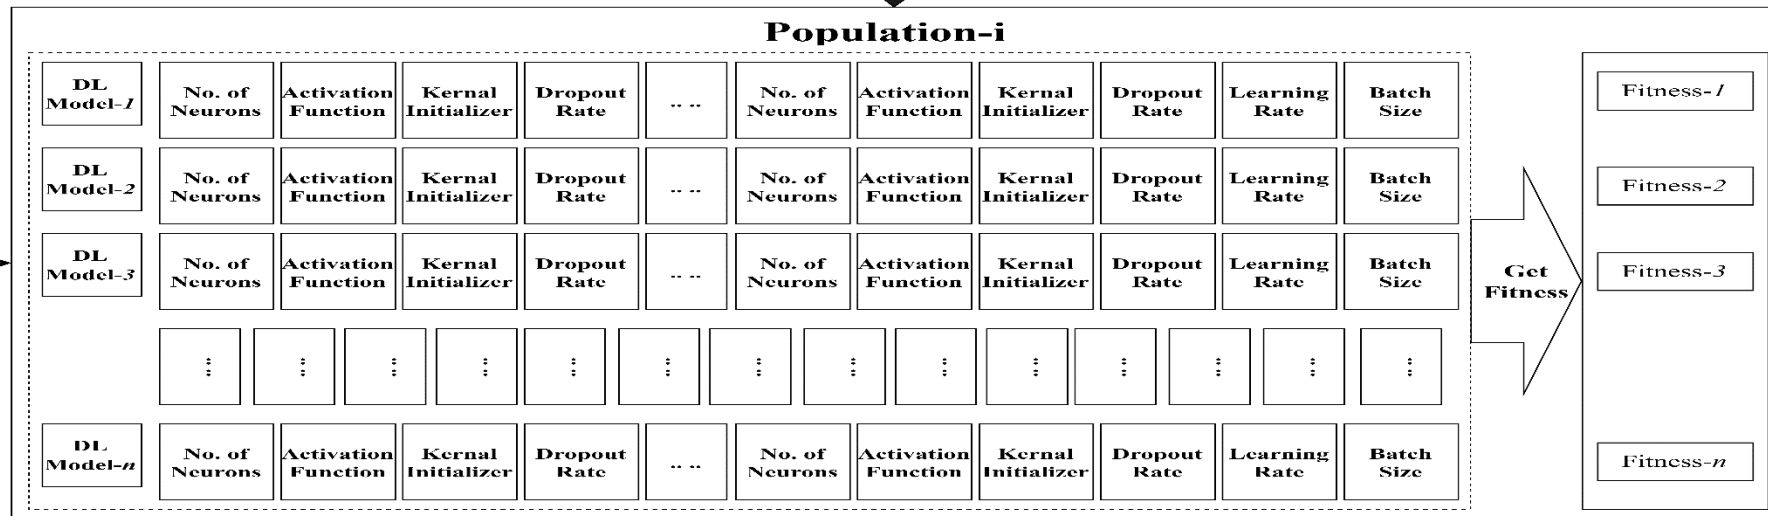 Population-i
DL
Model-1
No. of
Neurons
Activation
Function
Kernal
Initializer
Dropout
Rate
.. ..
No. of
Neurons
Activation
Function
Kernal
Initializer
Dropout
Rate
Learning
Rate
Batch
Size
Fitness-1
DL
Model-2
No. of
Neurons
Activation
Function
Kernal
Initializer
Dropout
Rate
.. ..
No. of
Neurons
Activation
Function
Kernal
Initializer
Dropout
Rate
Learning
Rate
Batch
Size
Fitness-2
DL
Model-3
No. of
Neurons
Activation
Function
Kernal
Initializer
Dropout
Rate
.. ..
No. of
Neurons
Activation
Function
Kernal
Initializer
Dropout
Rate
Learning
Rate
Batch
Size
Get
Fitness
Fitness-3
DL
Model-n
No. of
Neurons
Activation
Function
Kernal
Initializer
Dropout
Rate
.. ..
No. of
Neurons
Activation
Function
Kernal
Initializer
Dropout
Rate
Learning
Rate
Batch
Size
Fitness-n